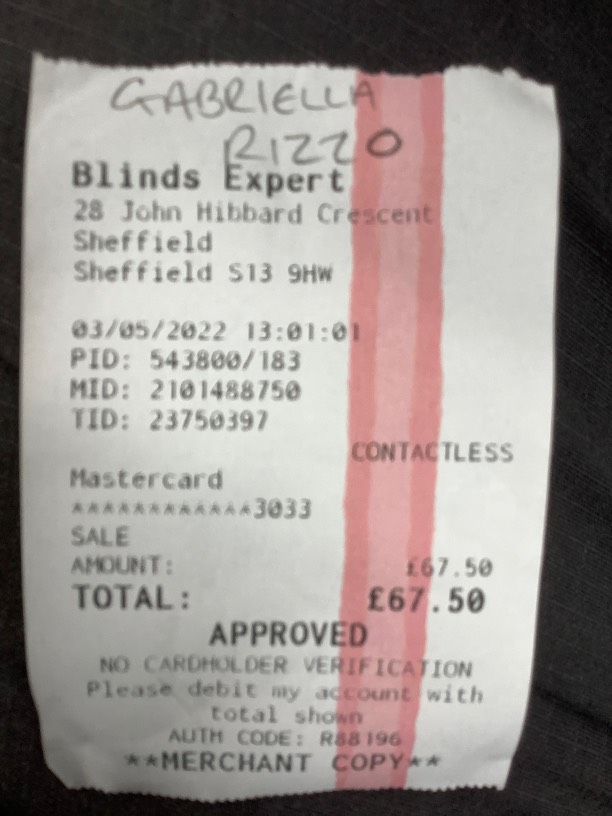 GABRIELLA
RIZZO
Blinds Expert
28 John Hibbard Crescent
Sheffield
Sheffield S13 9HW
03/05/2022 13:01:01
PID: 543800/183
MID: 2101488750
TID: 23750397
CONTACTLESS
Mastercard
************3033
SALE
AMOUNT: £67.50
TOTAL: £67.50
APPROVED
NO CARDHOLDER VERIFICATION
Please debit my account with
total shown
AUTH CODE: R88196
**MERCHANT COPY**